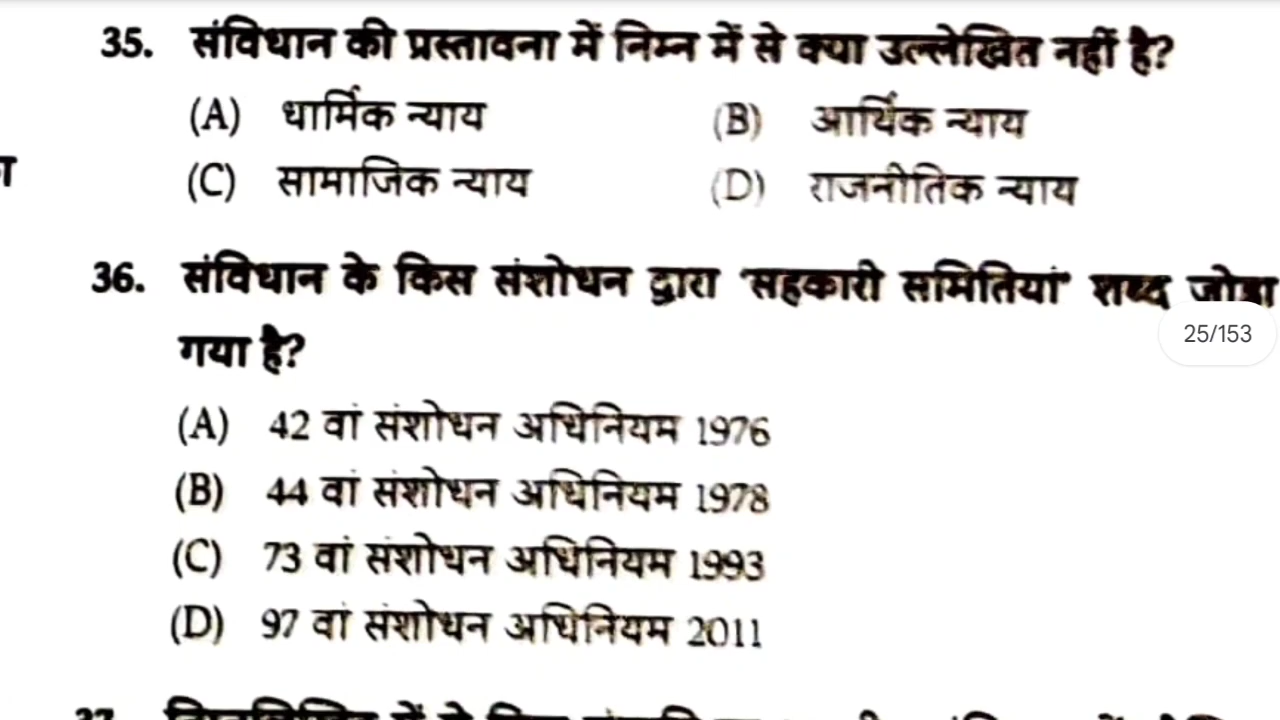 35. संविधान की प्रस्तावना में निम्न में से क्या उल्लेखित नहीं है?
(A) धार्मिक न्याय (B) आर्थिक न्याय
(C) सामाजिक न्याय (D) राजनीतिक न्याय
36. संविधान के किस संशोधन द्वारा 'सहकारी समितियां' शब्द जोड़ा
25/153
गया है?
(A) 42 वां संशोधन अधिनियम 1976
(B) 44 वां संशोधन अधिनियम 1978
(C) 73 वां संशोधन अधिनियम 1993
(D) 97 वां संशोधन अधिनियम 2011
37.